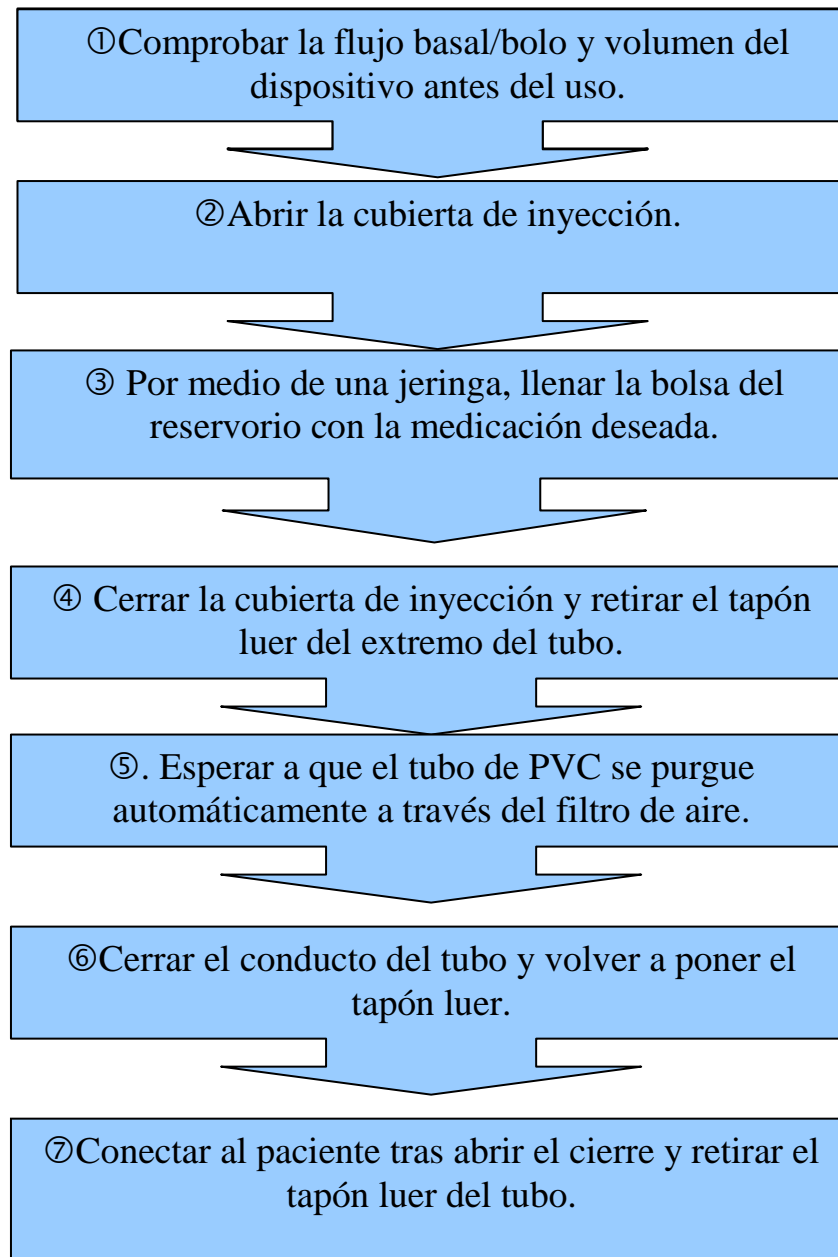 ①Comprobar la flujo basal/bolo y volumen del
dispositivo antes del uso.
②Abrir la cubierta de inyección.
③ Por medio de una jeringa, llenar la bolsa del
reservorio con la medicación deseada.
④ Cerrar la cubierta de inyección y retirar el tapón
luer del extremo del tubo.
⑤. Esperar a que el tubo de PVC se purgue
automáticamente a través del filtro de aire.
⑥Cerrar el conducto del tubo y volver a poner el
tapón luer.
⑦Conectar al paciente tras abrir el cierre y retirar el
tapón luer del tubo.